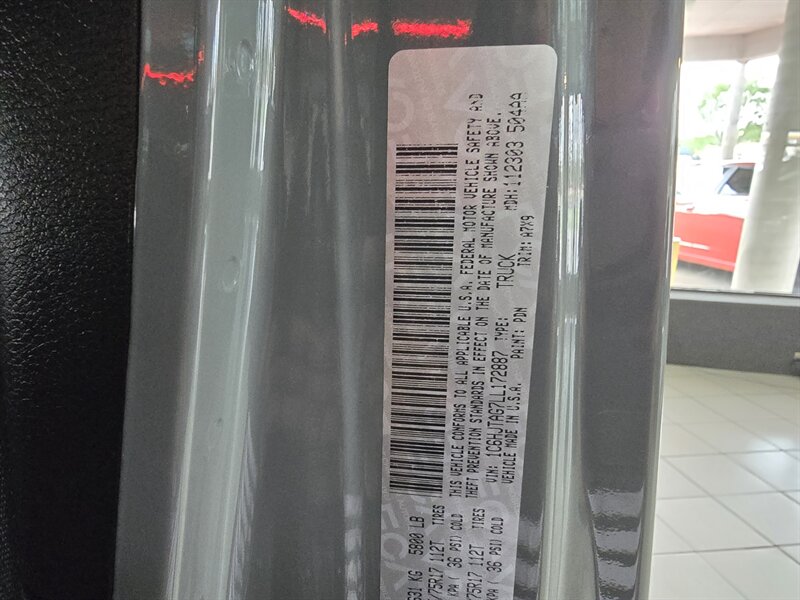 631 KG 5800 LB
/75R17 112T TIRES
KPA ( 36 PSI) COLD
75R17 112T TIRES
KPA ( 36 PSI) COLD
THIS VEHICLE CONFORMS TO ALL APPLICABLE U.S.A. FEDERAL MOTOR VEHICLE SAFETY AND
THEFT PREVENTION STANDARDS IN EFFECT ON THE DATE OF MANUFACTURE SHOWN ABOVE.
VIN: 1C6HJTAG7LL172887 TYPE: TRUCK MDH: 112303 504AA
VEHICLE MADE IN U.S.A. PAINT: PDN TRIM: A7X9